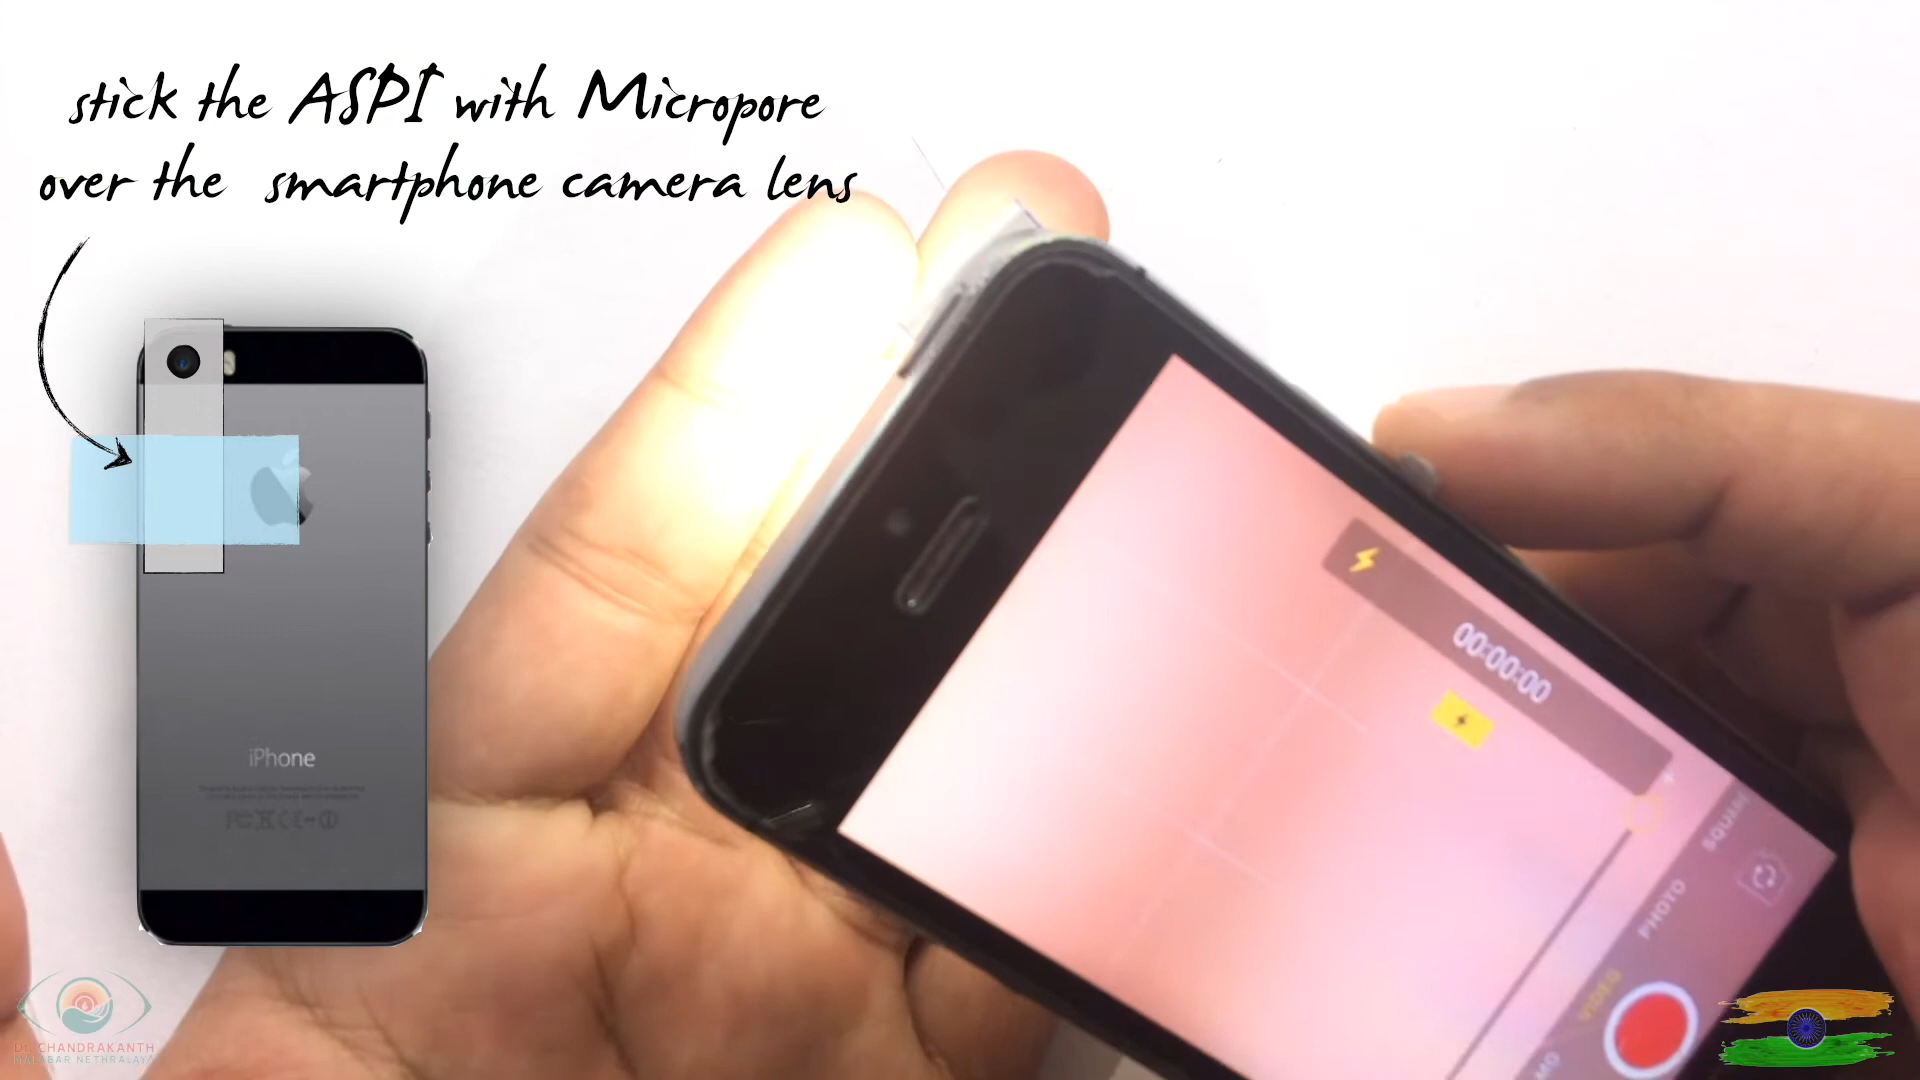 stick the ASPI with Micropore
over the smartphone camera lens
iPhone
00:00:00
SQUARE
PHOTO
VIDEO
DR CHANDRAKANTH
MALABAR NETHRALAYA